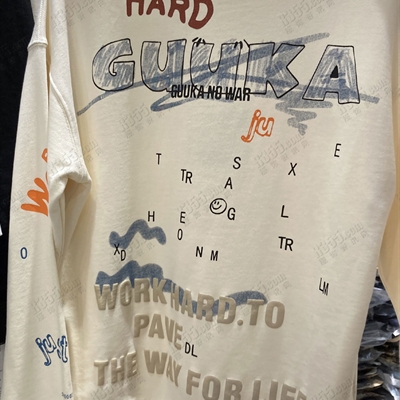 HARD
GUUKA
GUUKA NO WAR
ju
T S X E
TR A
H E G L
XD O N M TR
LM
WORK HARD.TO
PAVE
DL
THE WAY FOR LIFE
O